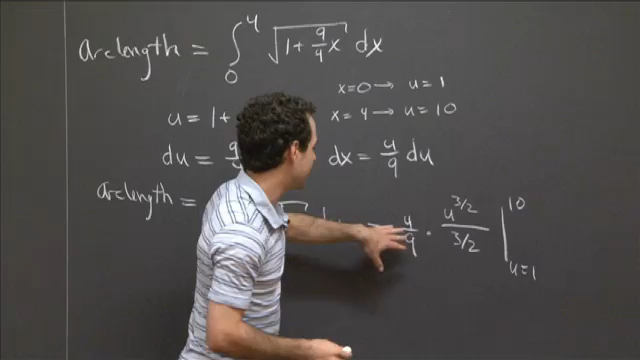 arclength = ∫₀⁴ √(1 + 9/4 x) dx
x=0 → u=1
u = 1+ x=4 → u=10
du = 9/ dx = 4/9 du
arclength = = 4/9 · u^{3/2} / 3/2 |_{u=1}^{10}